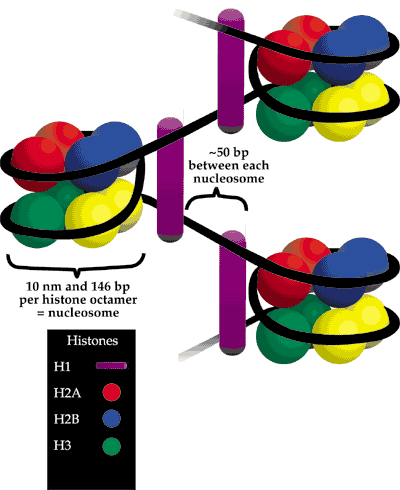 ~50 bp
between each
nucleosome
10 nm and 146 bp
per histone octamer
= nucleosome
Histones
H1
H2A
H2B
H3